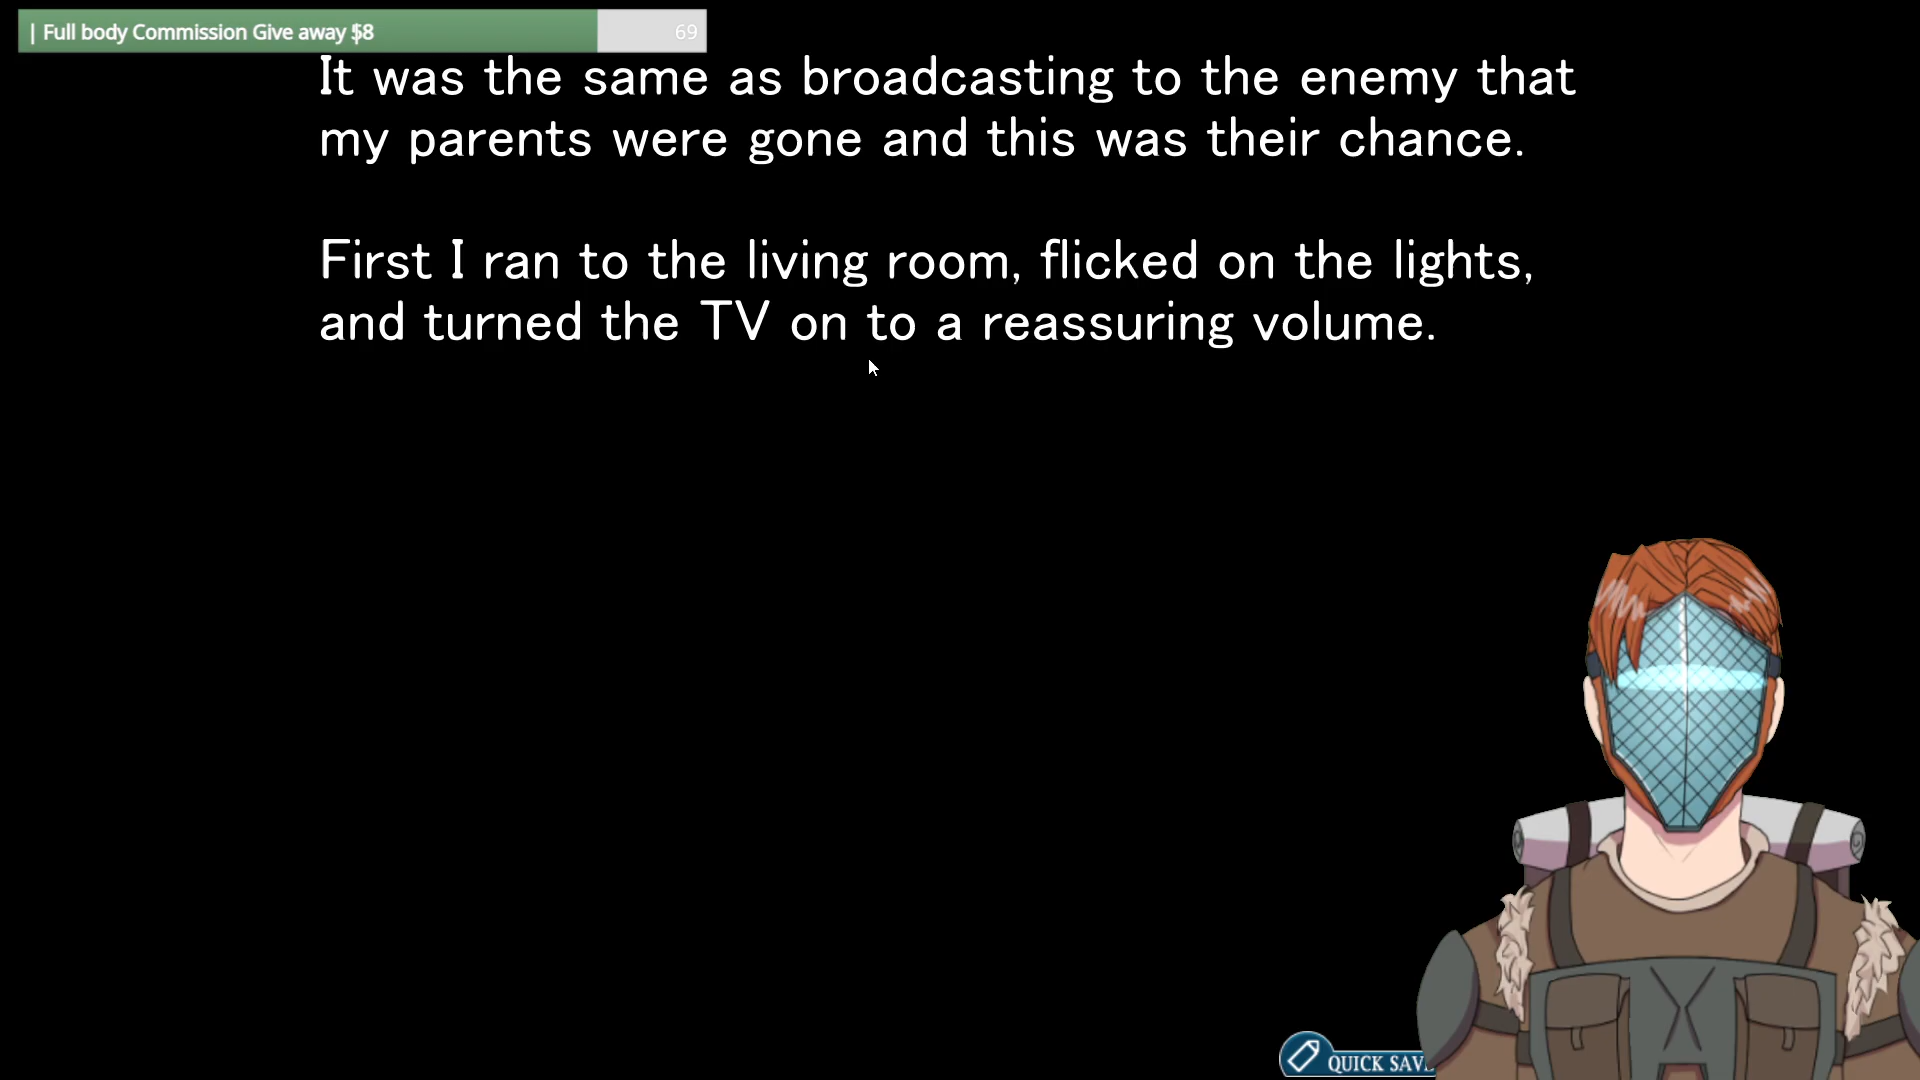 | Full body Commission Give away $8
69
It was the same as broadcasting to the enemy that
my parents were gone and this was their chance.
First I ran to the living room, flicked on the lights,
and turned the TV on to a reassuring volume.
QUICK SAV